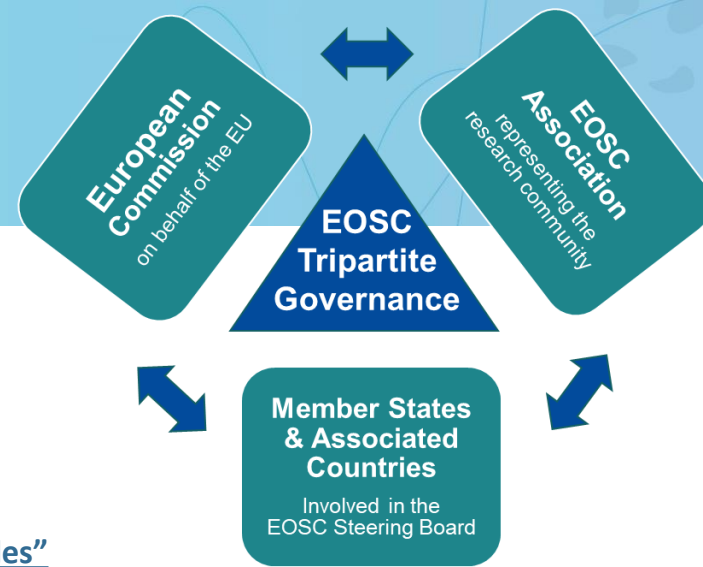 European
Commission
on behalf of the EU
EOSC
Association
representing the
research community
EOSC
Tripartite
Governance
Member States
& Associated
Countries
Involved in the
EOSC Steering Board
les”